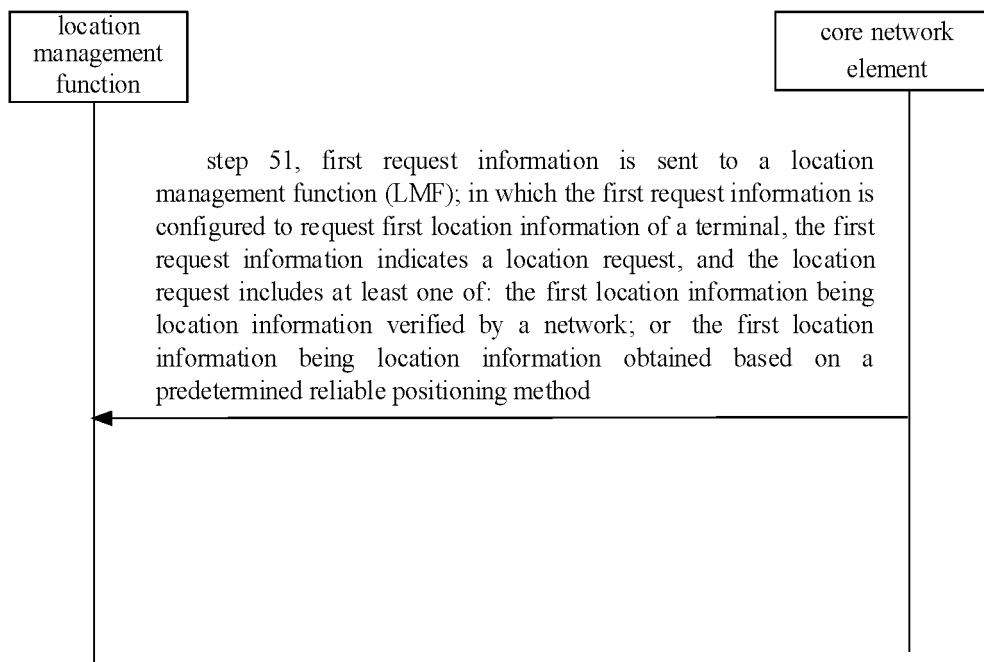 location
management
function
core network
element
step 51, first request information is sent to a location
management function (LMF); in which the first request information is
configured to request first location information of a terminal, the first
request information indicates a location request, and the location
request includes at least one of: the first location information being
location information verified by a network; or the first location
information being location information obtained based on a
predetermined reliable positioning method